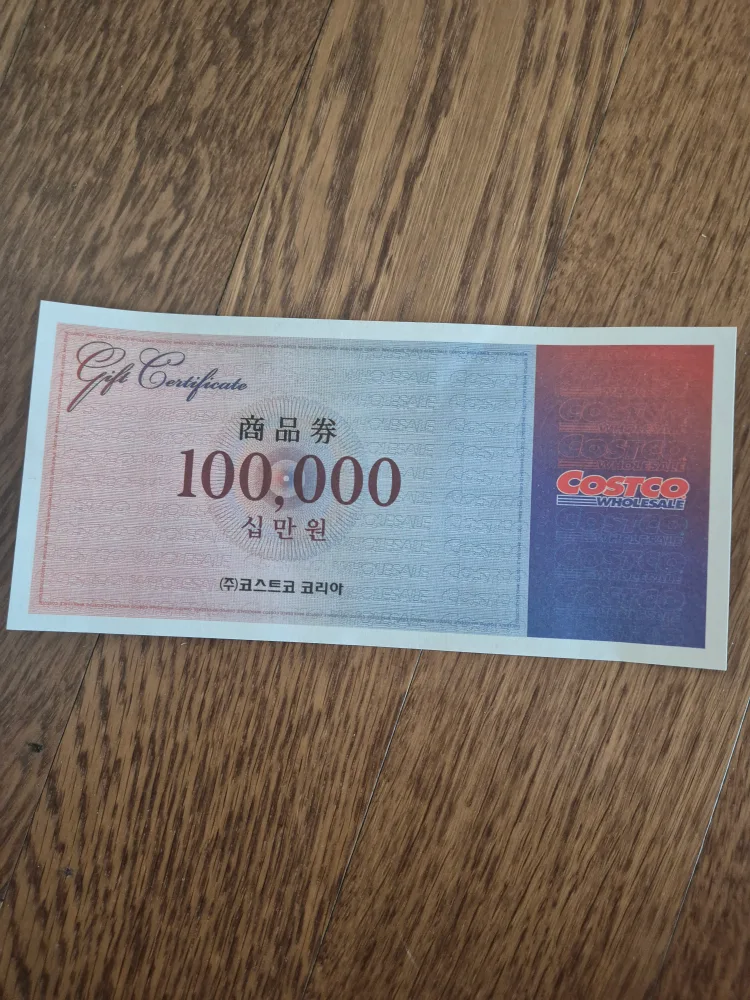 Gift Certificate
商品券
100,000
십만원
(주)코스트코 코리아
COSTCO
WHOLESALE